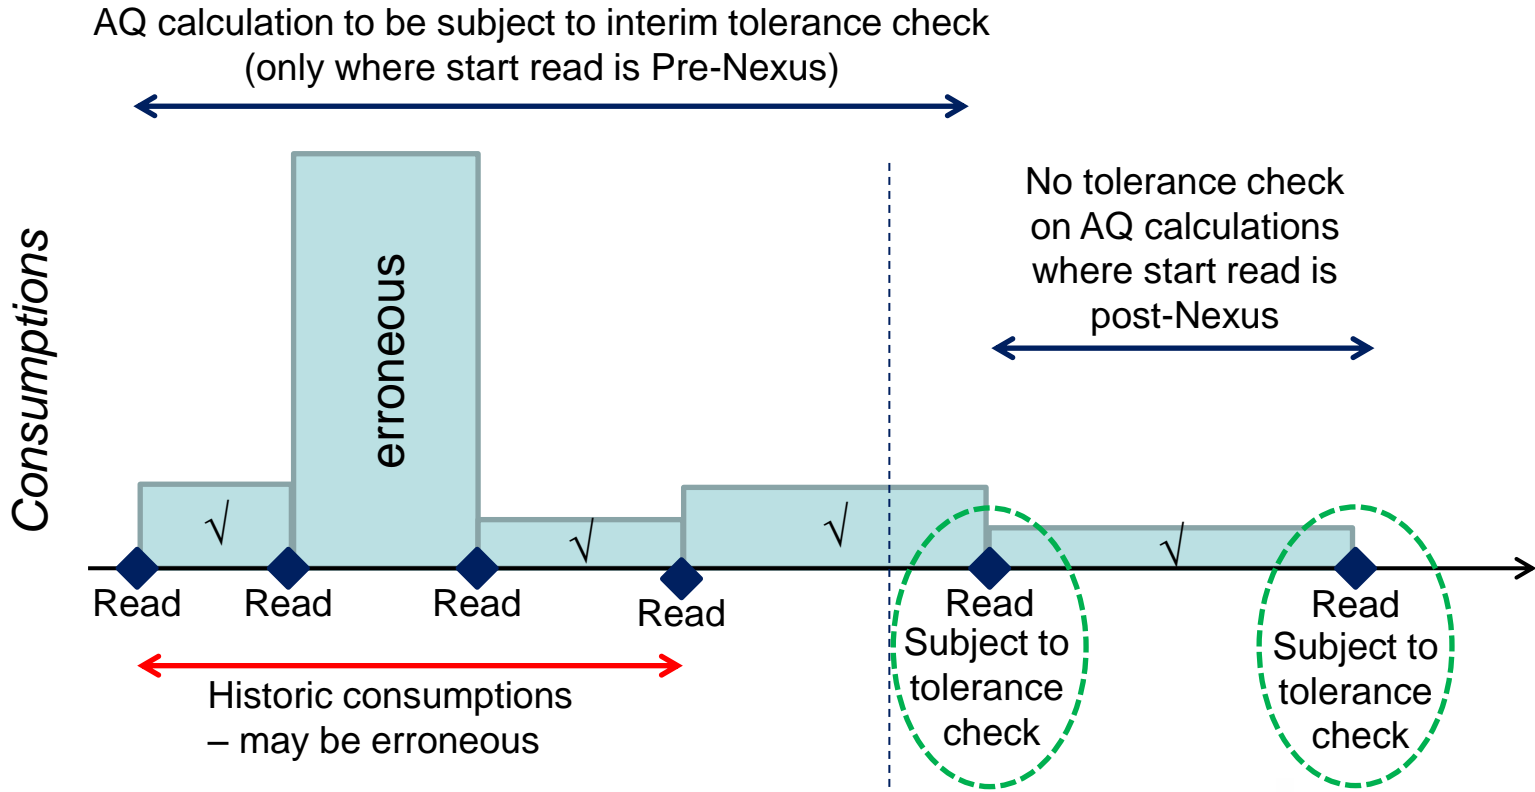 AQ calculation to be subject to interim tolerance check
(only where start read is Pre-Nexus)
No tolerance check
on AQ calculations
where start read is
post-Nexus
Consumptions
erroneous
√
√
√
√
Read
Read
Read
Read
Read
Subject to
tolerance
check
Read
Subject to
tolerance
check
Historic consumptions
– may be erroneous